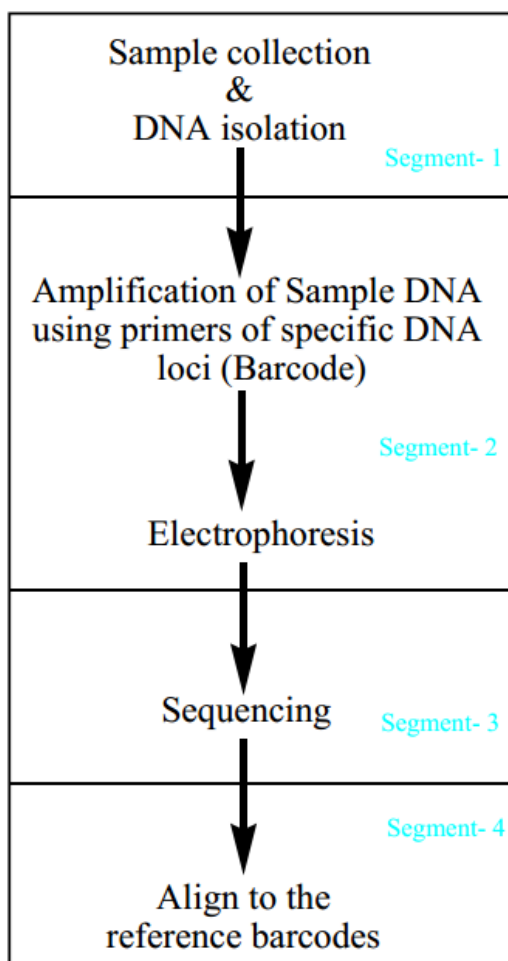 Sample collection
&
DNA isolation
Segment- 1
Amplification of Sample DNA
using primers of specific DNA
loci (Barcode)
Segment- 2
Electrophoresis
Sequencing
Segment- 3
Segment- 4
Align to the
reference barcodes